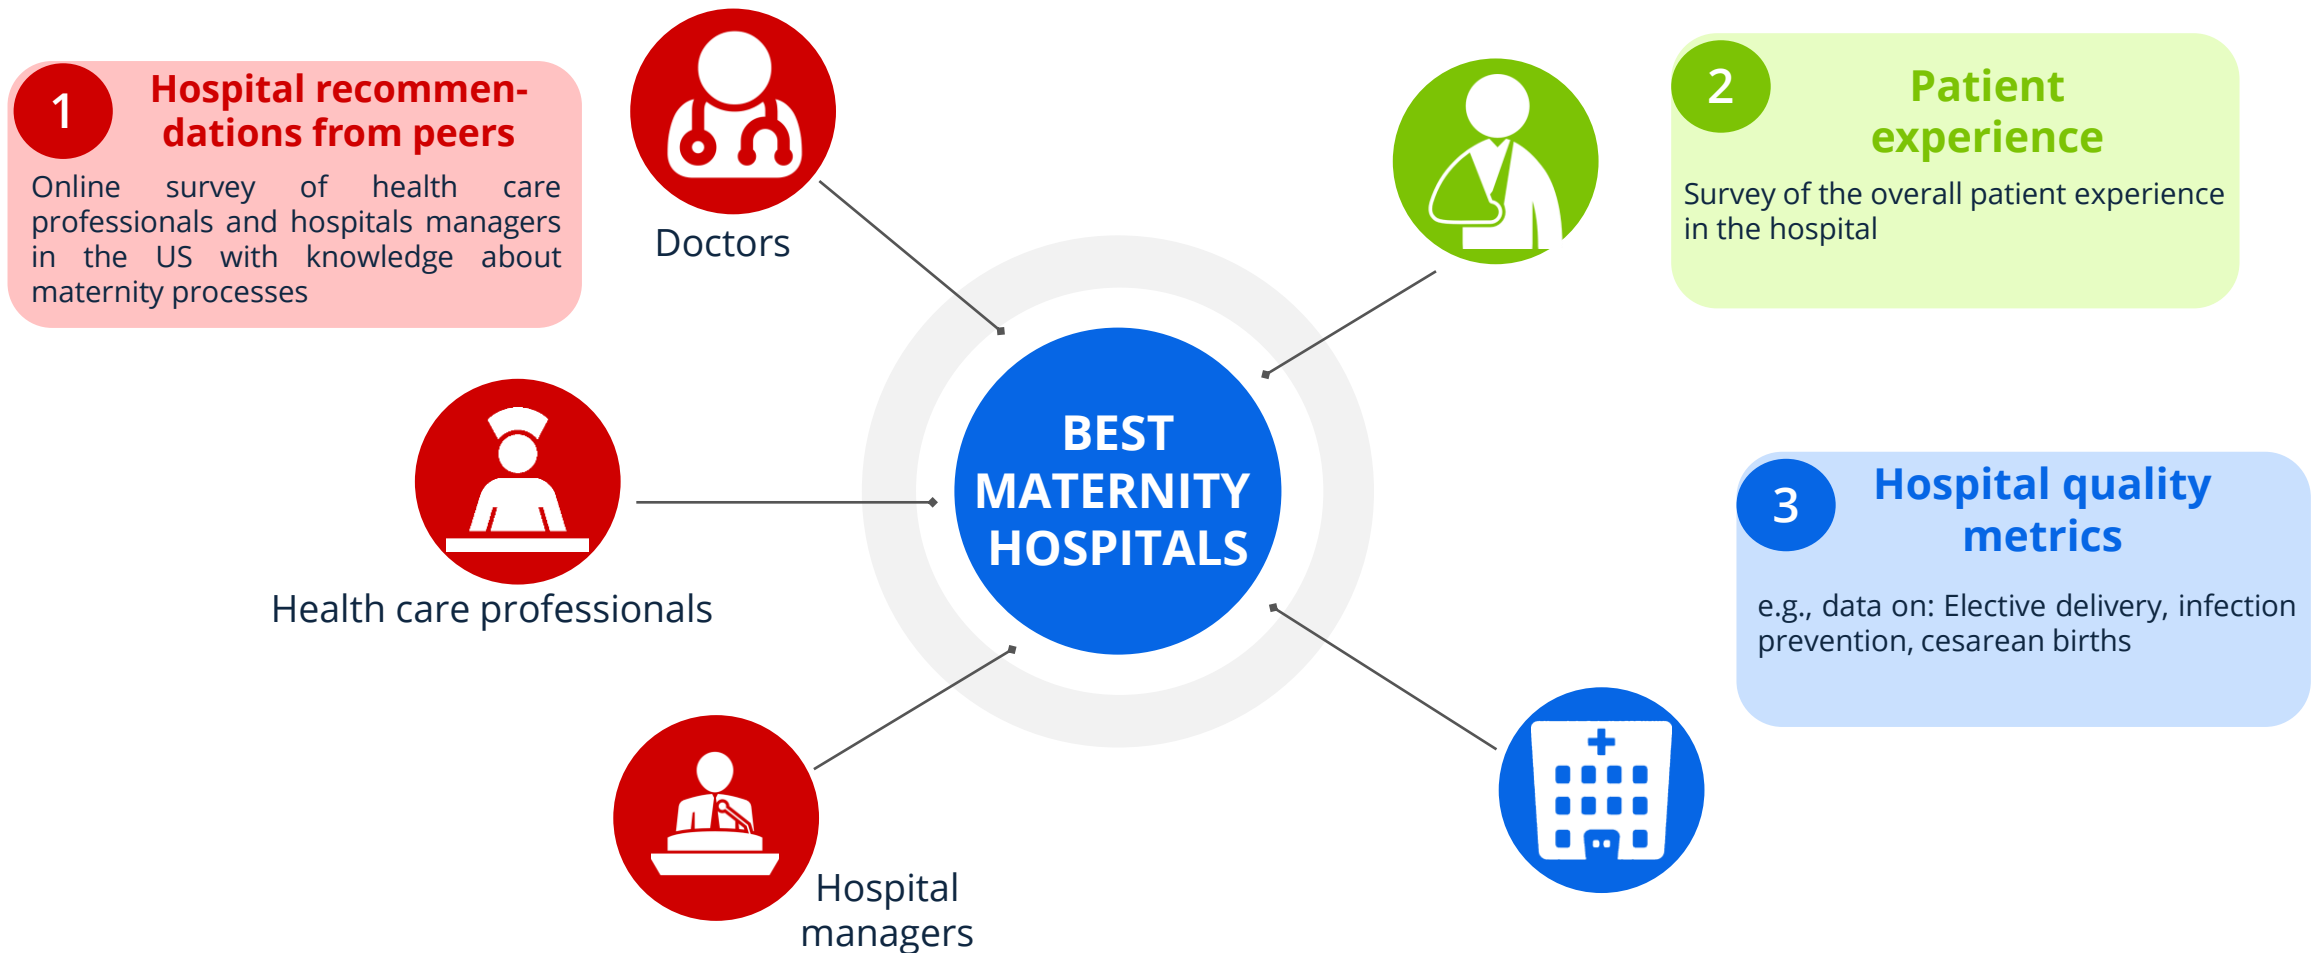 1
Hospital recommen-
dations from peers
Online survey of health care
professionals and hospitals managers
in the US with knowledge about
maternity processes
Doctors
Health care professionals
Hospital
managers
BEST
MATERNITY
HOSPITALS
2
Patient
experience
Survey of the overall patient experience
in the hospital
3
Hospital quality
metrics
e.g., data on: Elective delivery, infection
prevention, cesarean births